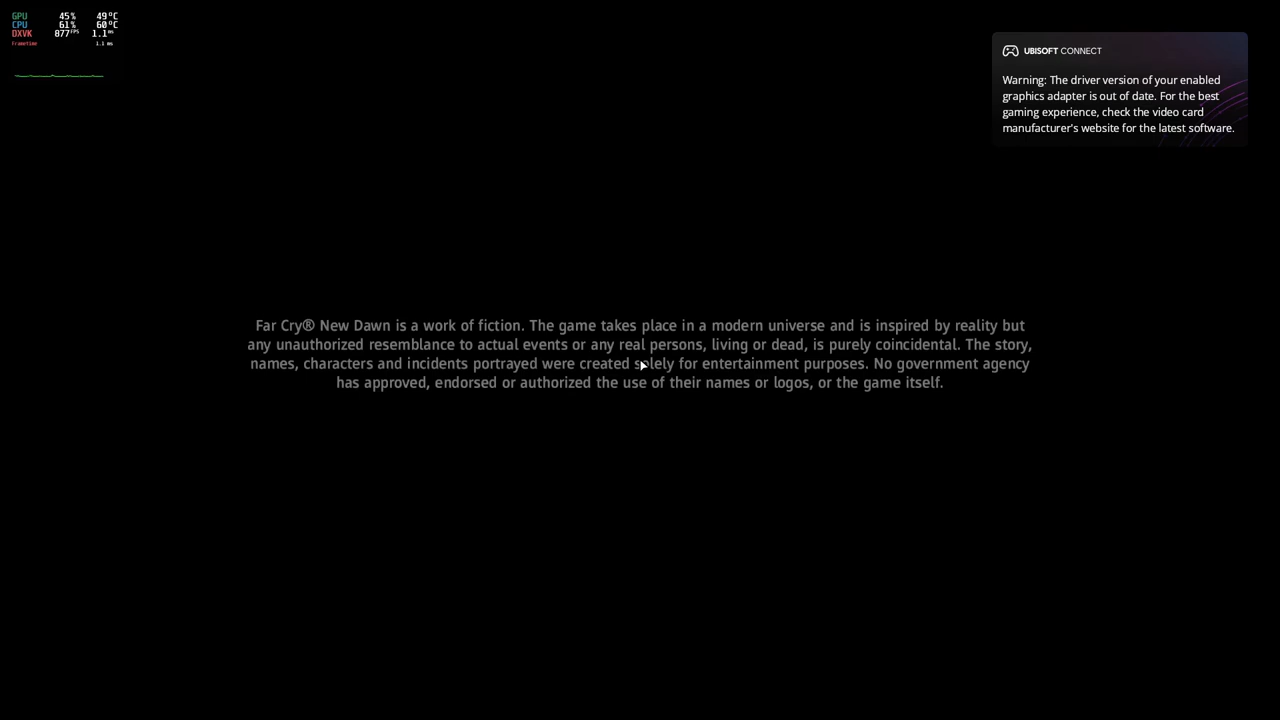 GPU 45% 49°C
CPU 61% 60°C
DXVK 877FPS 1.1ms
Frametime 1.1 ms
UBISOFT CONNECT
Warning: The driver version of your enabled
graphics adapter is out of date. For the best
gaming experience, check the video card
manufacturer's website for the latest software.
Far Cry® New Dawn is a work of fiction. The game takes place in a modern universe and is inspired by reality but
any unauthorized resemblance to actual events or any real persons, living or dead, is purely coincidental. The story,
names, characters and incidents portrayed were created solely for entertainment purposes. No government agency
has approved, endorsed or authorized the use of their names or logos, or the game itself.